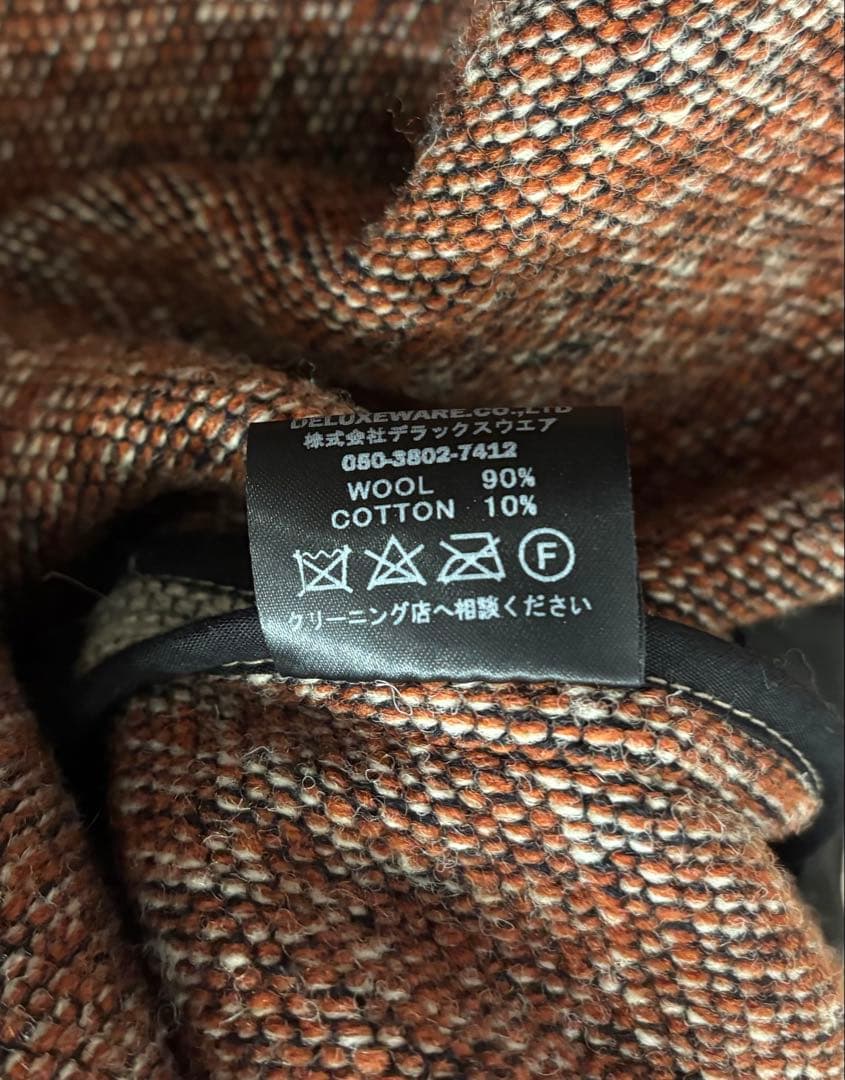 DELUXEWARE.CO.,LTD
株式会社デラックスウエア
050-3802-7412
WOOL 90%
COTTON 10%
F
クリーニング店へ相談ください